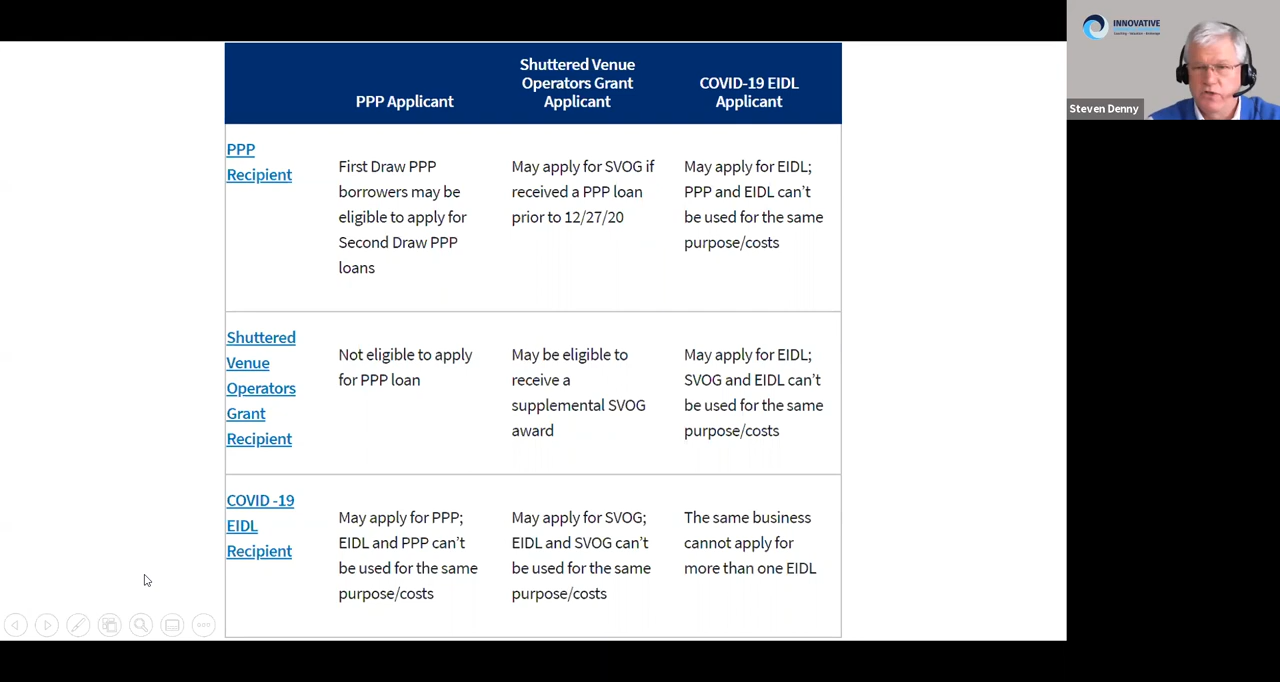 INNOVATIVE
Steven Denny
PPP Applicant
Shuttered Venue
Operators Grant
Applicant
COVID-19 EIDL
Applicant
PPP
Recipient
First Draw PPP
borrowers may be
eligible to apply for
Second Draw PPP
loans
May apply for SVOG if
received a PPP loan
prior to 12/27/20
May apply for EIDL;
PPP and EIDL can’t
be used for the same
purpose/costs
Shuttered
Venue
Operators
Grant
Recipient
Not eligible to apply
for PPP loan
May be eligible to
receive a
supplemental SVOG
award
May apply for EIDL;
SVOG and EIDL can’t
be used for the same
purpose/costs
COVID -19
EIDL
Recipient
May apply for PPP;
EIDL and PPP can’t
be used for the same
purpose/costs
May apply for SVOG;
EIDL and SVOG can’t
be used for the same
purpose/costs
The same business
cannot apply for
more than one EIDL